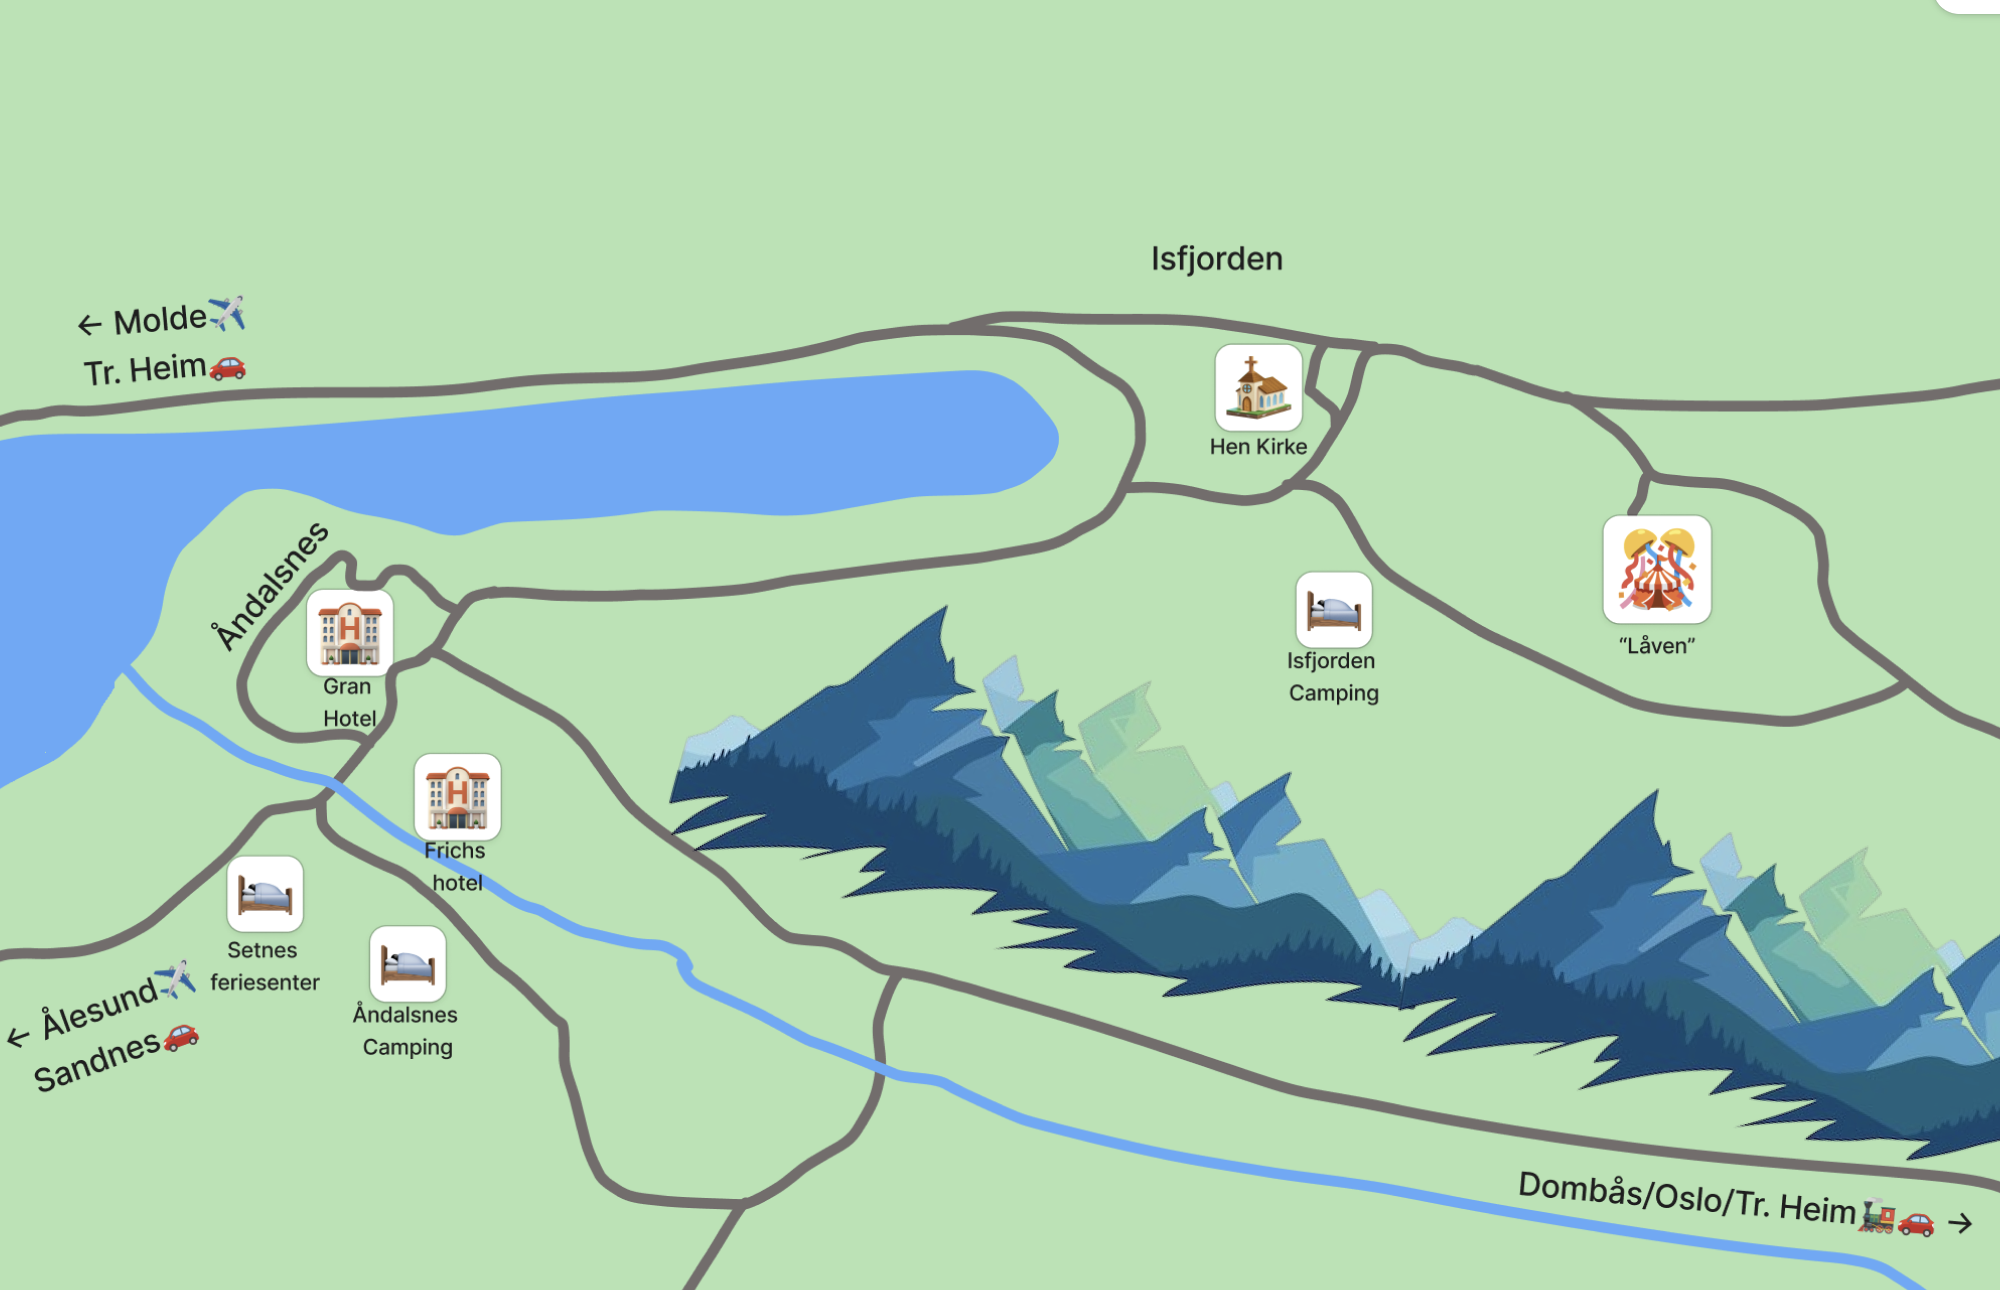 Isfjorden
← Molde✈️
Tr. Heim🚗
Hen Kirke
Åndalsnes
H
Gran
Hotel
"Låven"
Isfjorden
Camping
H
Frichs
hotel
Setnes
feriesenter
← Ålesund✈️
Sandnes🚗
Åndalsnes
Camping
Dombås/Oslo/Tr. Heim🚂🚗 →